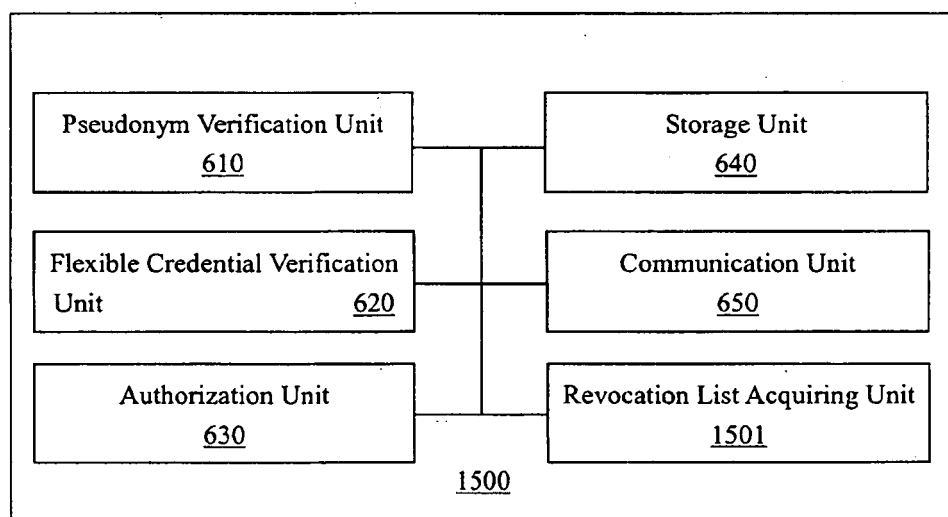 Pseudonym Verification Unit
610
Storage Unit
640
Flexible Credential Verification
Unit 620
Communication Unit
650
Authorization Unit
630
Revocation List Acquiring Unit
1501
1500